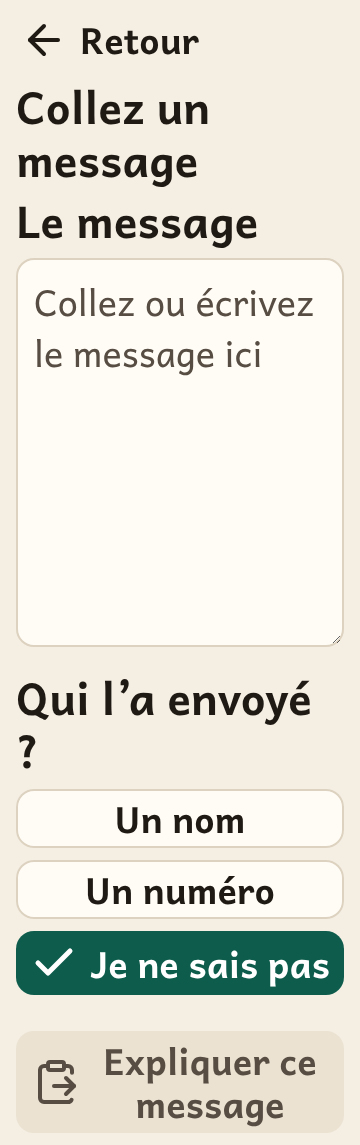 Retour
Collez un
message
Le message
Collez ou écrivez
le message ici
Qui l’a envoyé
?
Un nom
Un numéro
Je ne sais pas
Expliquer ce
message